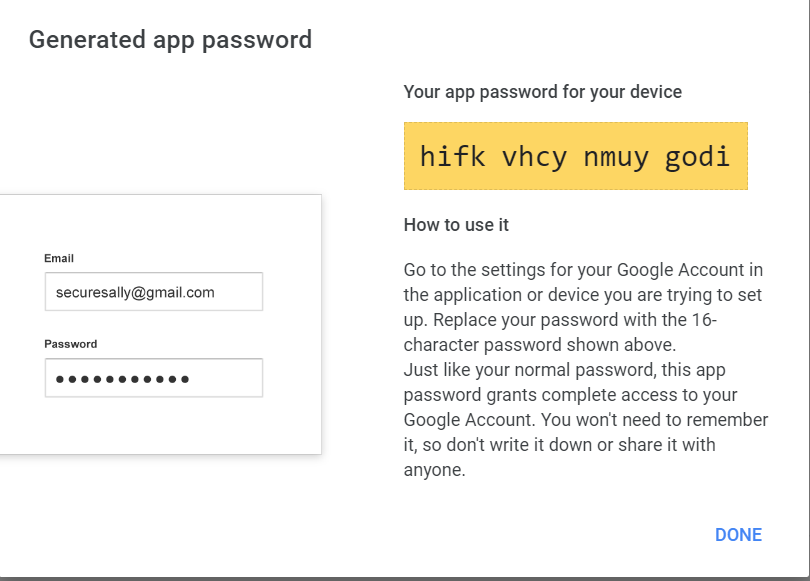 Generated app password
Your app password for your device
hifk vhcy nmuy godi
How to use it
Go to the settings for your Google Account in
the application or device you are trying to set
up. Replace your password with the 16-
character password shown above.
Just like your normal password, this app
password grants complete access to your
Google Account. You won't need to remember
it, so don't write it down or share it with
anyone.
Email
securesally@gmail.com
Password
●●●●●●●●●●●
DONE